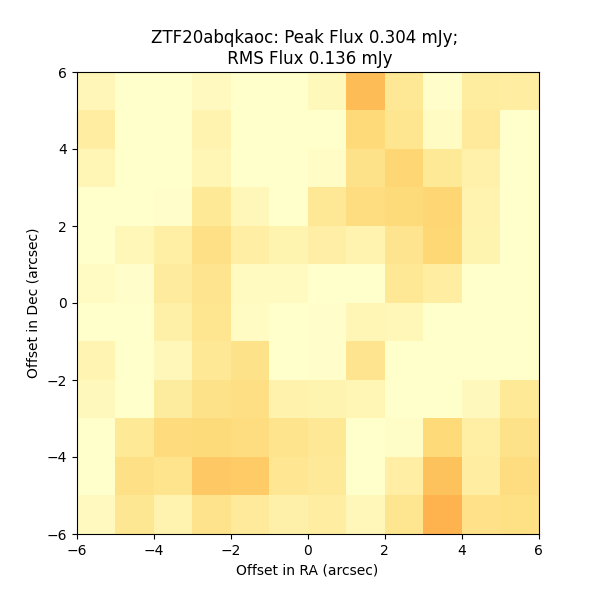 ZTF20abqkaoc: Peak Flux 0.304 mJy;
RMS Flux 0.136 mJy
6
4
2
0
−2
−4
−6
Offset in Dec (arcsec)
−6 −4 −2 0 2 4 6
Offset in RA (arcsec)